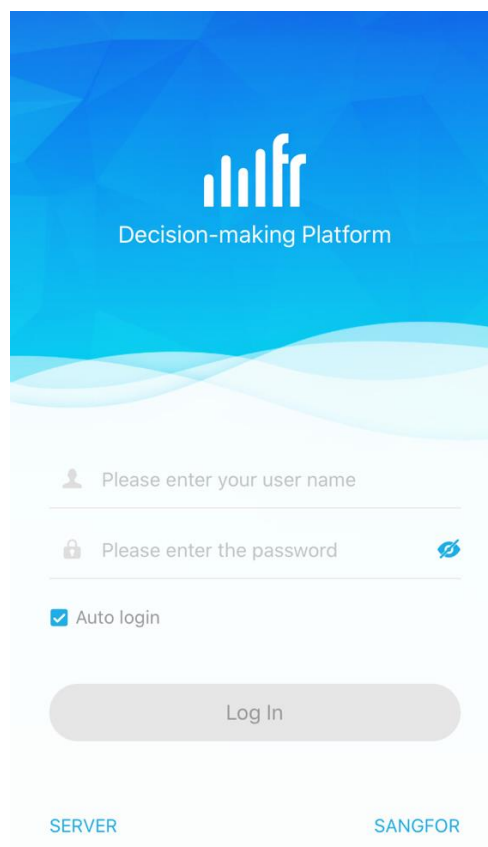 fr
Decision-making Platform
Please enter your user name
Please enter the password
Auto login
Log In
SERVER
SANGFOR